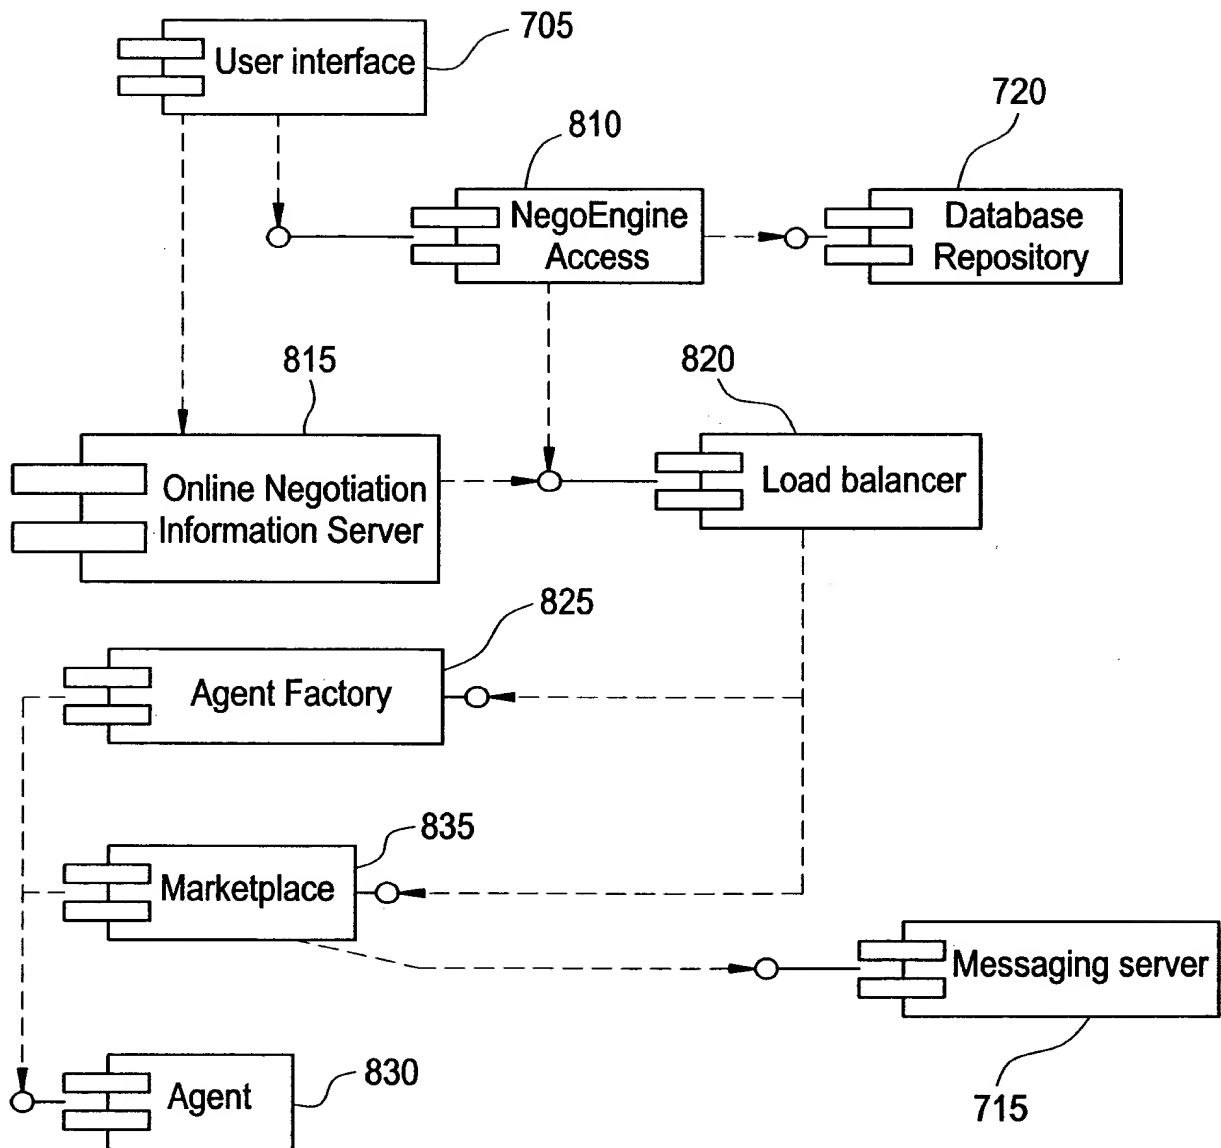 705
User interface
720
810
NegoEngine
Access
Database
Repository
815
820
Online Negotiation
Information Server
Load balancer
825
Agent Factory
835
Marketplace
Messaging server
830
Agent
715